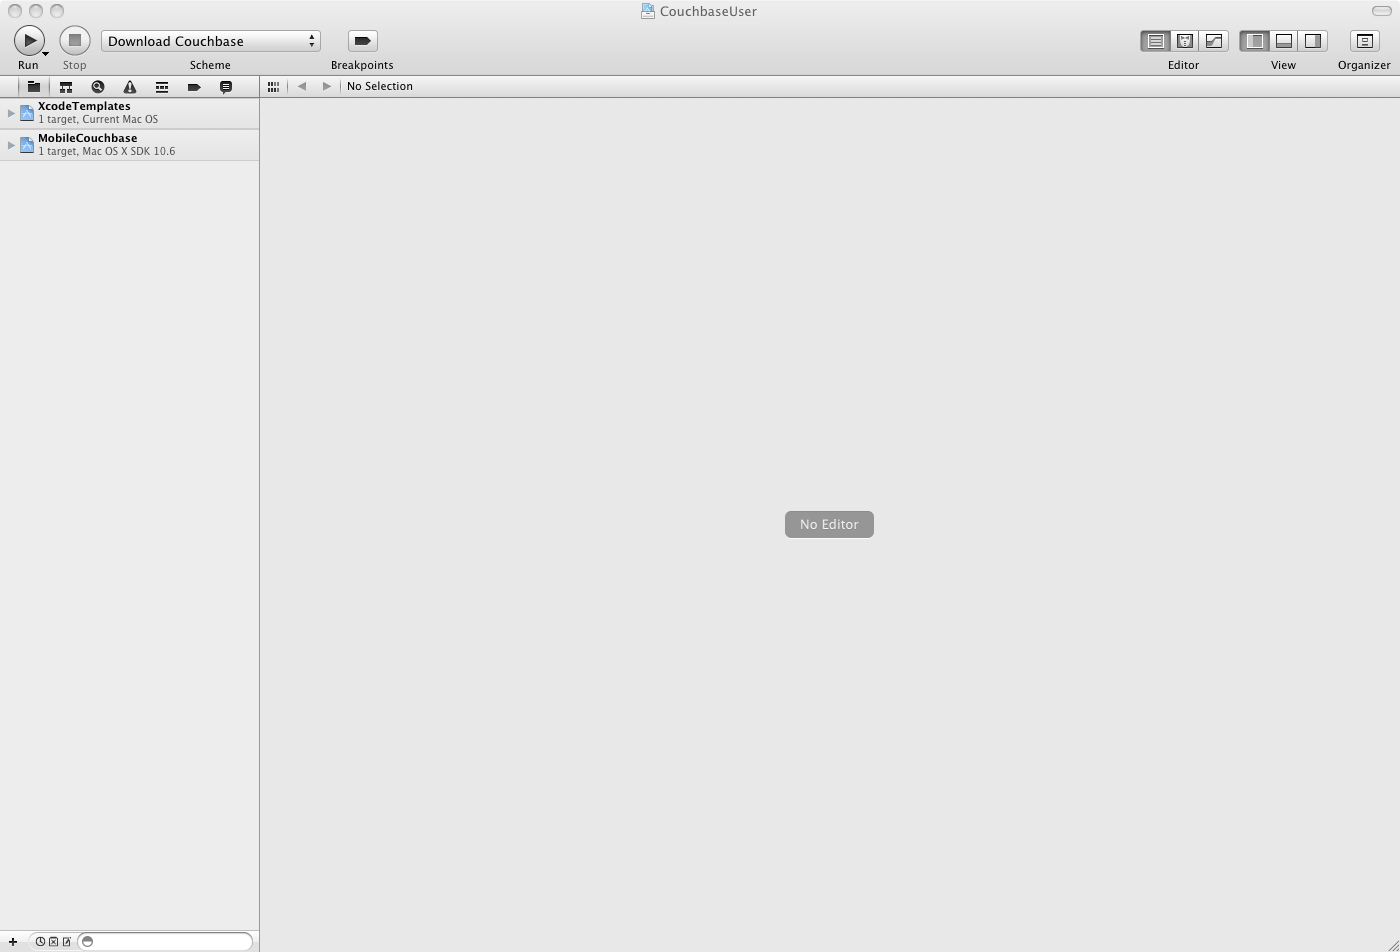 CouchbaseUser
Download Couchbase
Run Stop Scheme Breakpoints Editor View Organizer
No Selection
XcodeTemplates
1 target, Current Mac OS
MobileCouchbase
1 target, Mac OS X SDK 10.6
No Editor